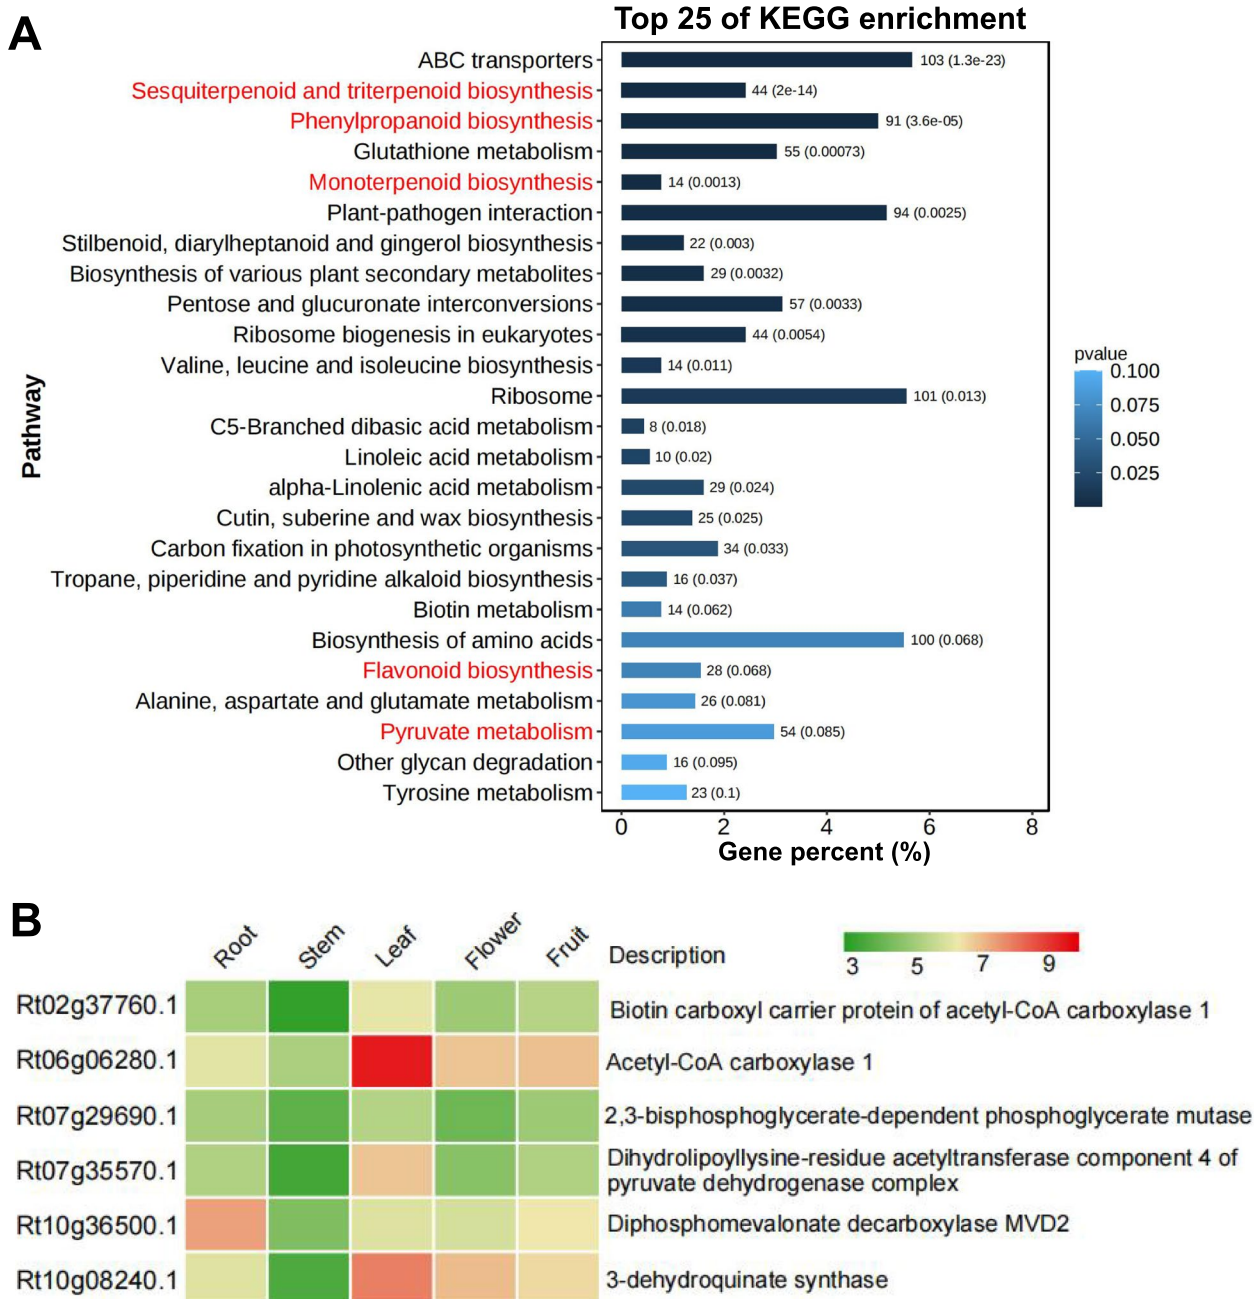 A
Top 25 of KEGG enrichment
ABC transporters 103 (1.3e-23)
Sesquiterpenoid and triterpenoid biosynthesis 44 (2e-14)
Phenylpropanoid biosynthesis 91 (3.6e-05)
Glutathione metabolism 55 (0.00073)
Monoterpenoid biosynthesis 14 (0.0013)
Plant-pathogen interaction 94 (0.0025)
Stilbenoid, diarylheptanoid and gingerol biosynthesis 22 (0.003)
Biosynthesis of various plant secondary metabolites 29 (0.0032)
Pentose and glucuronate interconversions 57 (0.0033)
Ribosome biogenesis in eukaryotes 44 (0.0054)
Valine, leucine and isoleucine biosynthesis 14 (0.011)
Ribosome 101 (0.013)
C5-Branched dibasic acid metabolism 8 (0.018)
Linoleic acid metabolism 10 (0.02)
alpha-Linolenic acid metabolism 29 (0.024)
Cutin, suberine and wax biosynthesis 25 (0.025)
Carbon fixation in photosynthetic organisms 34 (0.033)
Tropane, piperidine and pyridine alkaloid biosynthesis 16 (0.037)
Biotin metabolism 14 (0.062)
Biosynthesis of amino acids 100 (0.068)
Flavonoid biosynthesis 28 (0.068)
Alanine, aspartate and glutamate metabolism 26 (0.081)
Pyruvate metabolism 54 (0.085)
Other glycan degradation 16 (0.095)
Tyrosine metabolism 23 (0.1)
Pathway
0 2 4 6 8
Gene percent (%)
pvalue
0.100
0.075
0.050
0.025
B
Root Stem Leaf Flower Fruit Description
3 5 7 9
Rt02g37760.1 Biotin carboxyl carrier protein of acetyl-CoA carboxylase 1
Rt06g06280.1 Acetyl-CoA carboxylase 1
Rt07g29690.1 2,3-bisphosphoglycerate-dependent phosphoglycerate mutase
Rt07g35570.1 Dihydrolipoyllysine-residue acetyltransferase component 4 of
pyruvate dehydrogenase complex
Rt10g36500.1 Diphosphomevalonate decarboxylase MVD2
Rt10g08240.1 3-dehydroquinate synthase